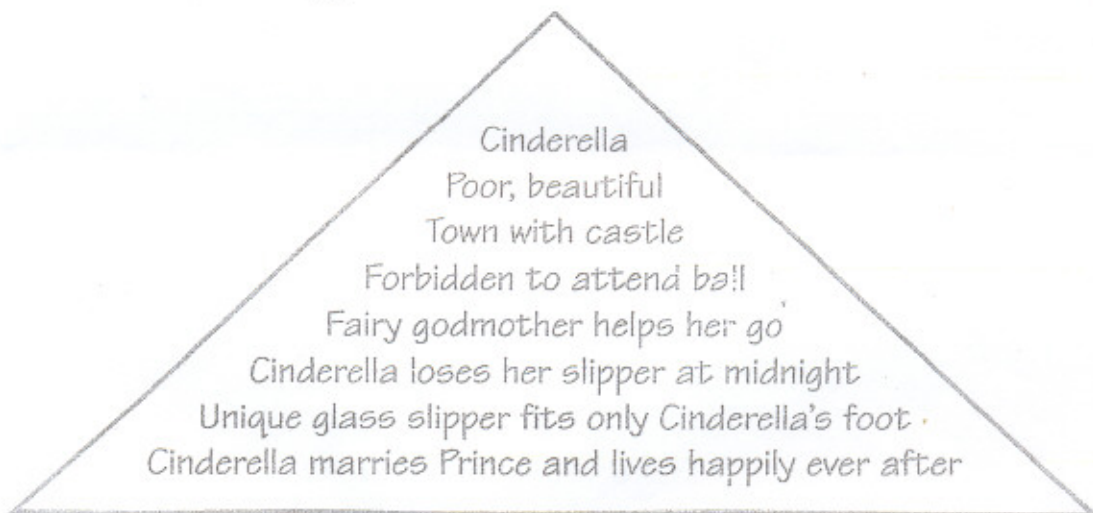 Cinderella
Poor, beautiful
Town with castle
Forbidden to attend ball
Fairy godmother helps her go
Cinderella loses her slipper at midnight
Unique glass slipper fits only Cinderella's foot
Cinderella marries Prince and lives happily ever after